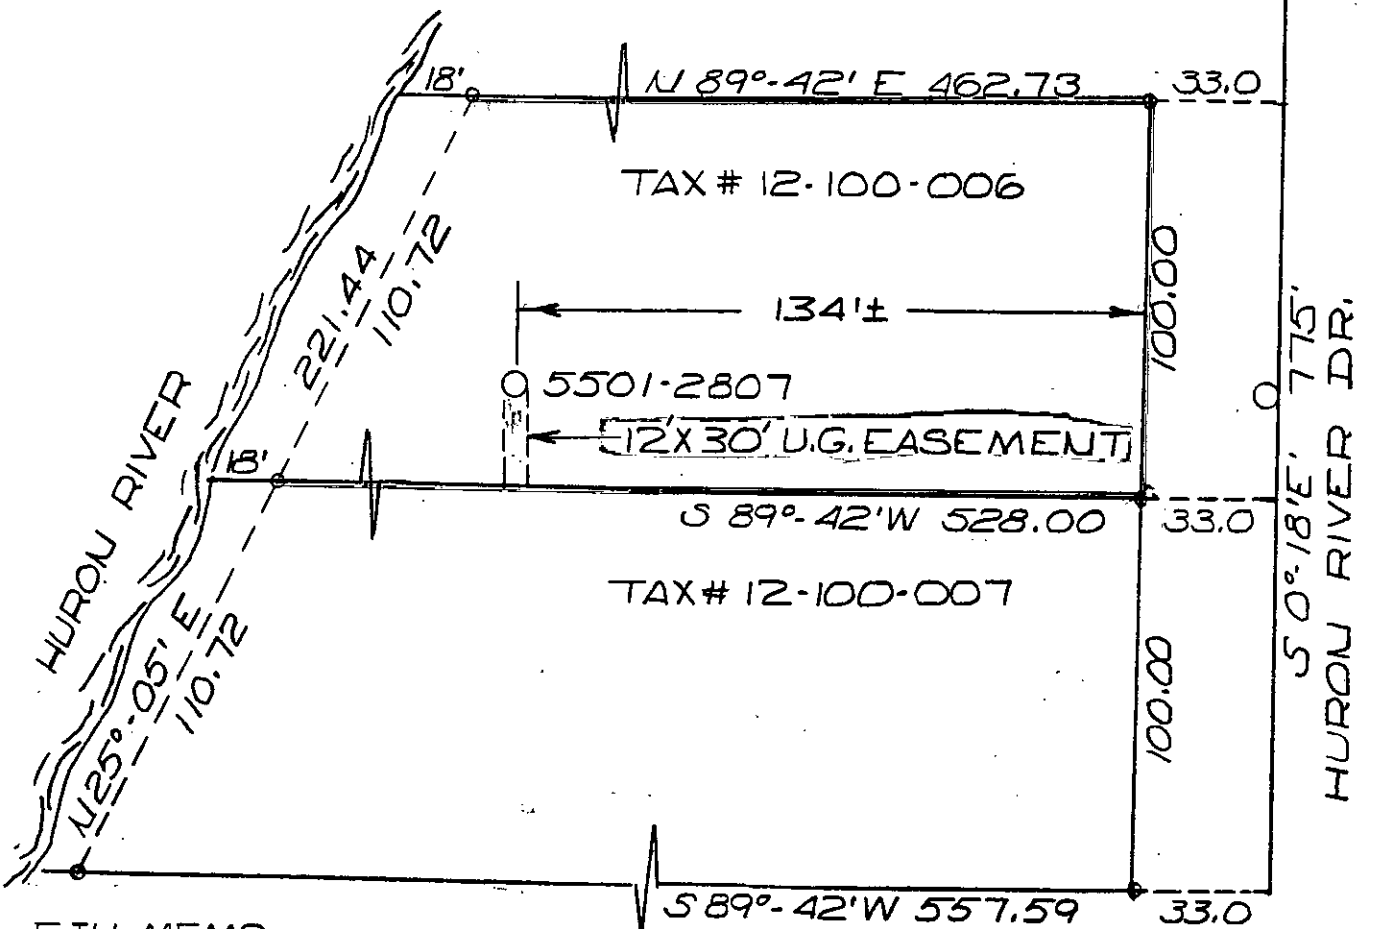 18'
N 89°-42' E 462.73
33.0
TAX # 12-100-006
221.44
110.72
134'±
100.00
5501-2807
12'X30' U.G. EASEMENT
18'
S 89°-42'W 528.00
33.0
S 0°-18'E' 775'
HURON RIVER DR.
HURON RIVER
TAX # 12-100-007
N25°-05' E
110.72
100.00
S 89°-42'W 557.59
33.0